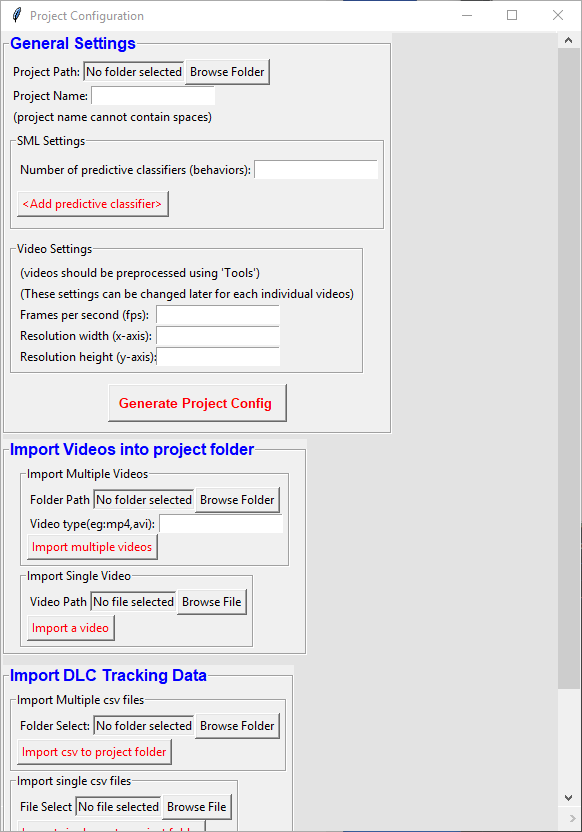 Project Configuration
General Settings
Project Path: No folder selected Browse Folder
Project Name:
(project name cannot contain spaces)
SML Settings
Number of predictive classifiers (behaviors):
<Add predictive classifier>
Video Settings
(videos should be preprocessed using 'Tools')
(These settings can be changed later for each individual videos)
Frames per second (fps):
Resolution width (x-axis):
Resolution height (y-axis):
Generate Project Config
Import Videos into project folder
Import Multiple Videos
Folder Path No folder selected Browse Folder
Video type(eg:mp4,avi):
Import multiple videos
Import Single Video
Video Path No file selected Browse File
Import a video
Import DLC Tracking Data
Import Multiple csv files
Folder Select: No folder selected Browse Folder
Import csv to project folder
Import single csv files
File Select No file selected Browse File